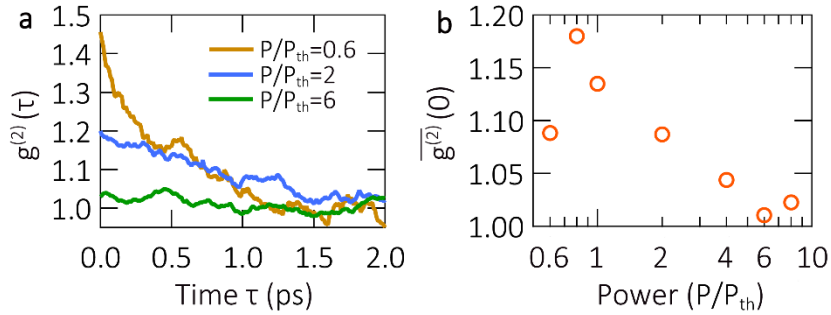 a
g⁽²⁾(τ)
1.5
1.4
1.3
1.2
1.1
1.0
P/Pth=0.6
P/Pth=2
P/Pth=6
0.0 0.5 1.0 1.5 2.0
Time τ (ps)
b
g⁽²⁾(0)
1.20
1.15
1.10
1.05
1.00
0.6 1 2 4 6 10
Power (P/Pth)